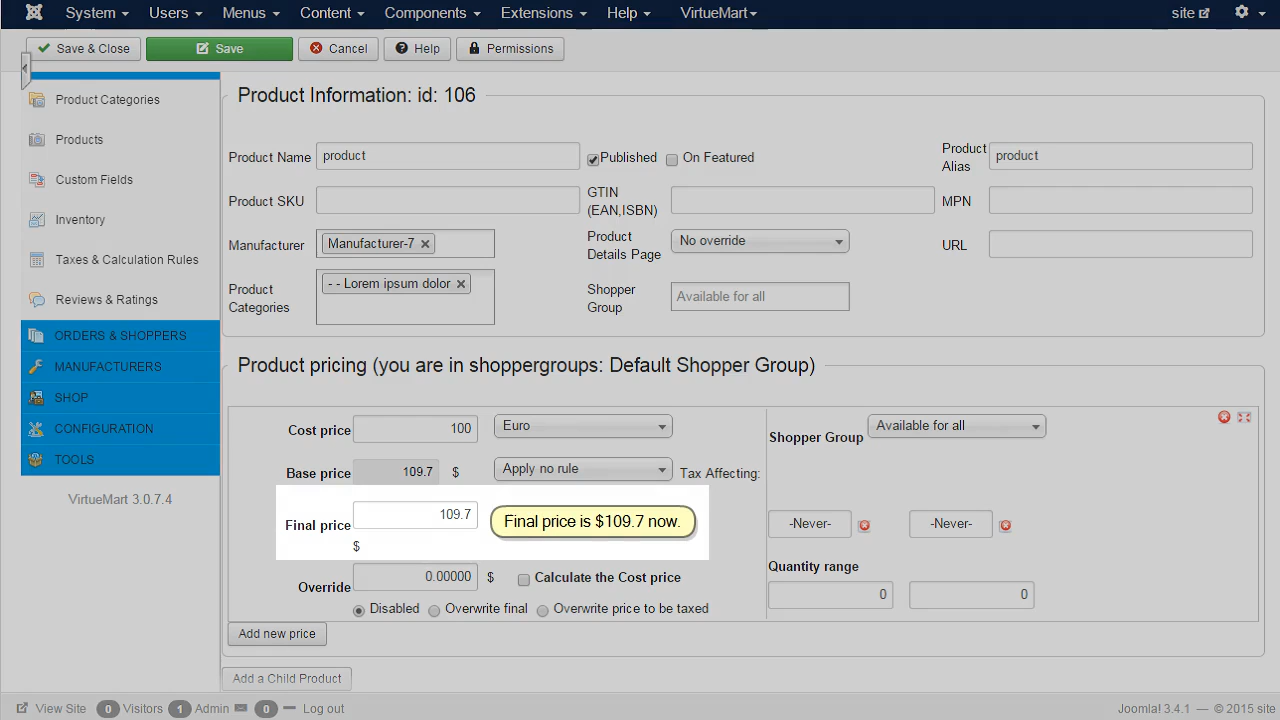 System Users Menus Content Components Extensions Help VirtueMart site
Save & Close Save Cancel Help Permissions
Product Categories
Products
Custom Fields
Inventory
Taxes & Calculation Rules
Reviews & Ratings
ORDERS & SHOPPERS
MANUFACTURERS
SHOP
CONFIGURATION
TOOLS
VirtueMart 3.0.7.4
Product Information: id: 106
Product Name product Published On Featured Product Alias product
Product SKU GTIN (EAN,ISBN) MPN
Manufacturer Manufacturer-7 Product Details Page No override URL
Product Categories - - Lorem ipsum dolor Shopper Group Available for all
Product pricing (you are in shoppergroups: Default Shopper Group)
Cost price 100 Euro Shopper Group Available for all
Base price 109.7 $ Apply no rule Tax Affecting:
Final price 109.7 $ Final price is $109.7 now. -Never- -Never-
Override 0.00000 $ Calculate the Cost price Quantity range 0 0
Disabled Overwrite final Overwrite price to be taxed
Add new price
Add a Child Product
View Site 0 Visitors 1 Admin 0 Log out Joomla! 3.4.1 — © 2015 site